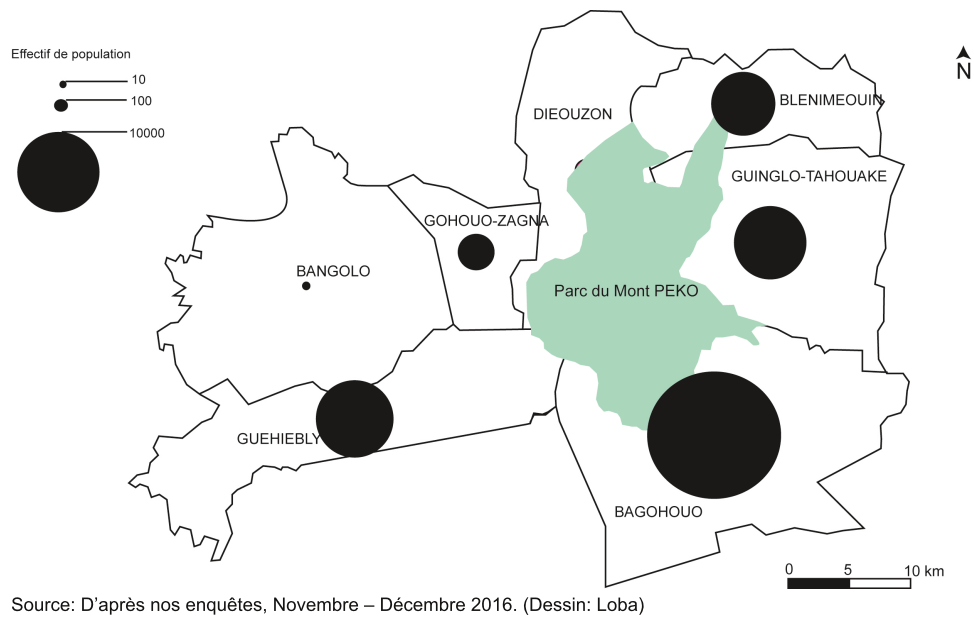 Effectif de population
10
100
10000
N
DIEOUZON
BLENIMEOUIN
GUINGLO-TAHOUAKE
GOHOUO-ZAGNA
BANGOLO
Parc du Mont PEKO
GUEHIEBLY
BAGOHOUO
0 5 10 km
Source: D'après nos enquêtes, Novembre – Décembre 2016. (Dessin: Loba)